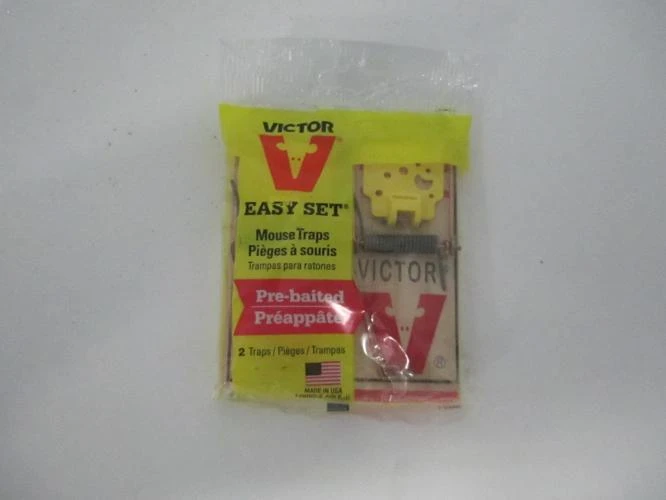 VICTOR
EASY SET®
Mouse Traps
Pièges à souris
Trampas para ratones
Pre-baited
Préappâté
2 Traps / Pièges / Trampas
MADE IN USA
VICTOR
®